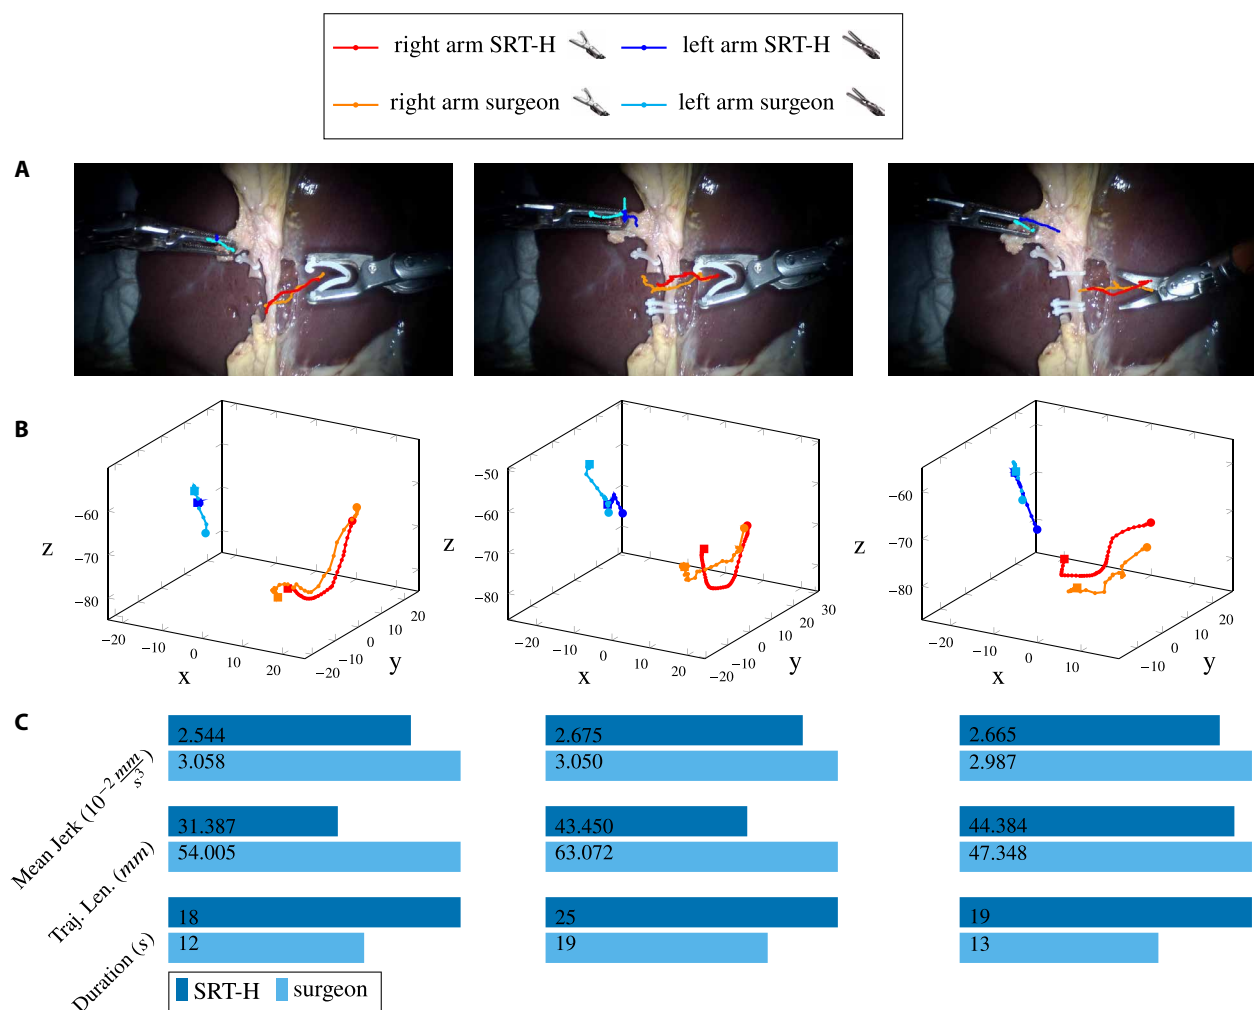 right arm SRT-H left arm SRT-H
right arm surgeon left arm surgeon
A
B
z −60 −70 −80
−20 −10 0 10 20
x
−10 0 10 20
y
z −50 −60 −70 −80
−20 −10 0 10 20
x
−20 −10 0 10 20 30
y
z −60 −70 −80
−20 −10 0 10
x
−10 0 10 20
y
C
Mean Jerk (10⁻² mm/s³)
2.544 2.675 2.665
3.058 3.050 2.987
Traj. Len. (mm)
31.387 43.450 44.384
54.005 63.072 47.348
Duration (s)
18 25 19
12 19 13
SRT-H surgeon